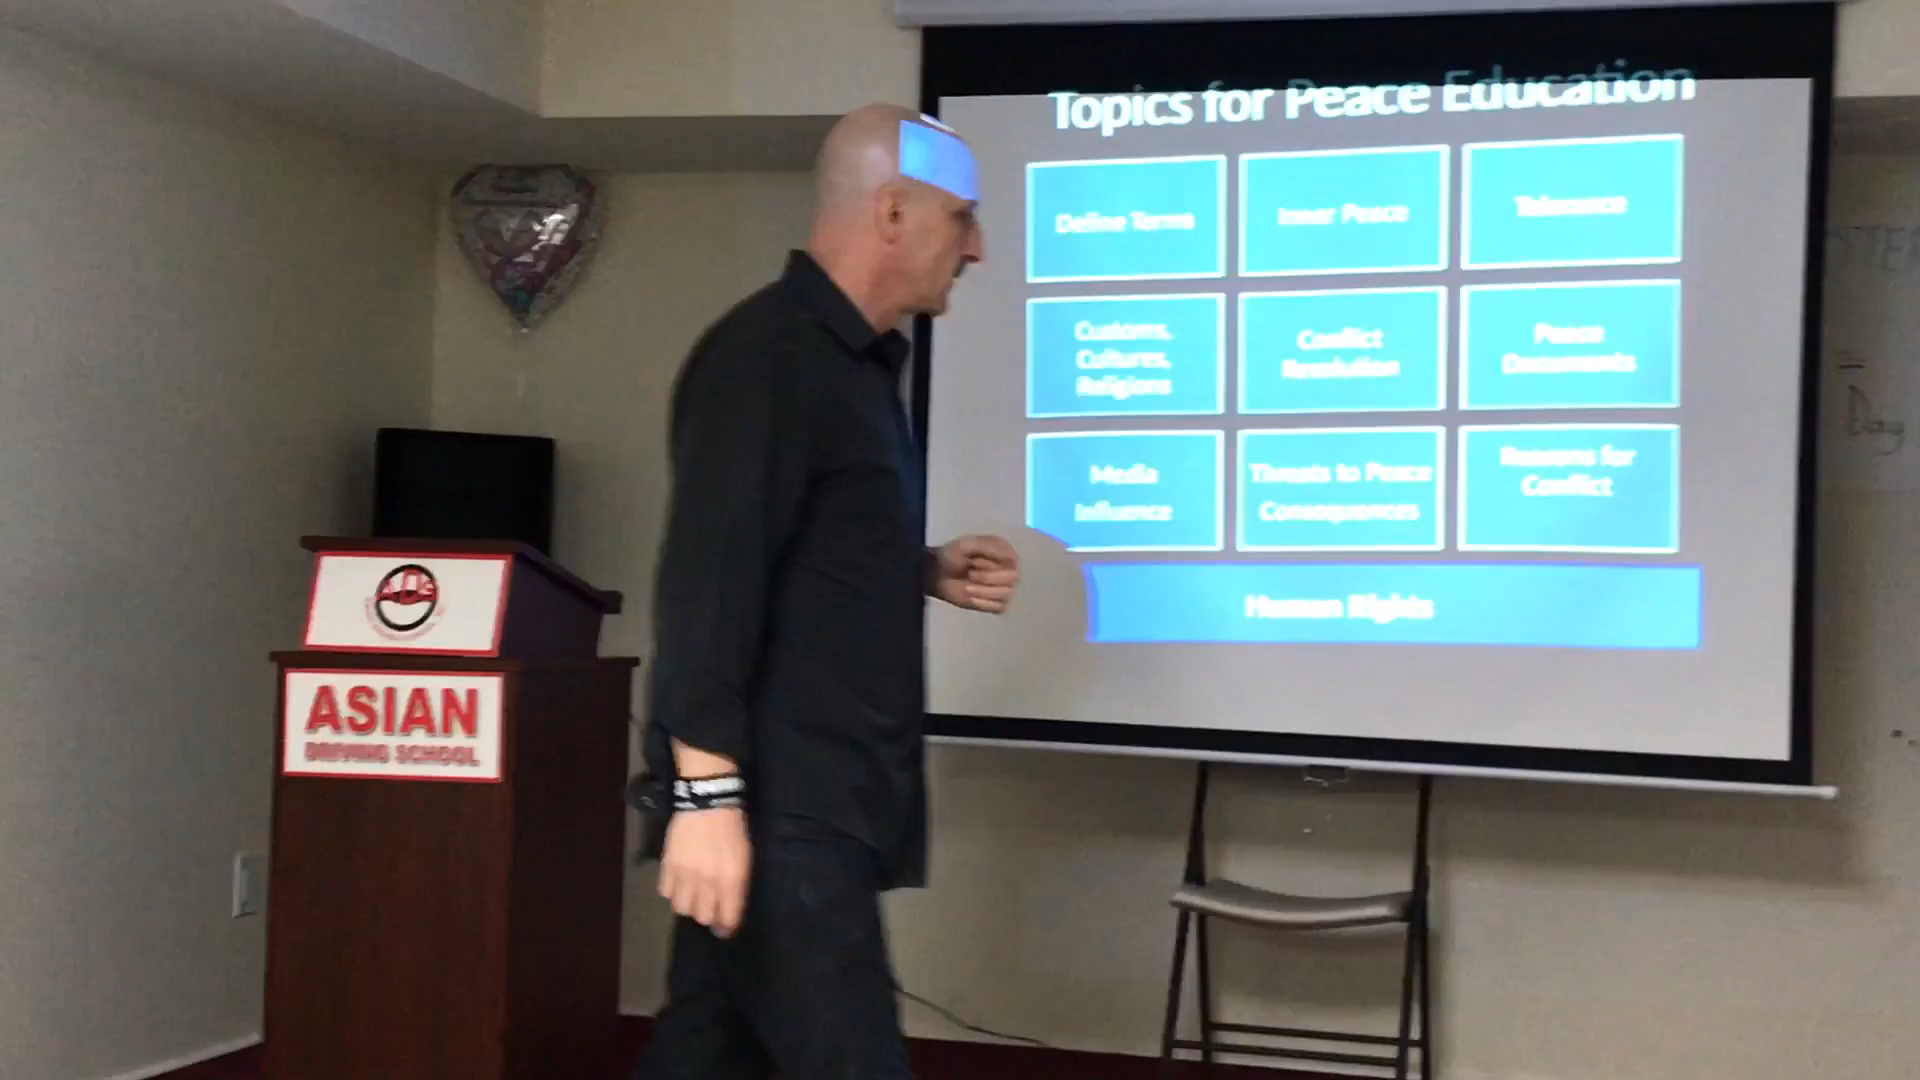 Topics for Peace Education
Define Terms
Inner Peace
Tolerance
Customs,
Cultures,
Religions
Conflict
Resolution
Peace
Documents
Media
Influence
Threats to Peace
Consequences
Reasons for
Conflict
Human Rights
ADS
ASIAN
DRIVING SCHOOL